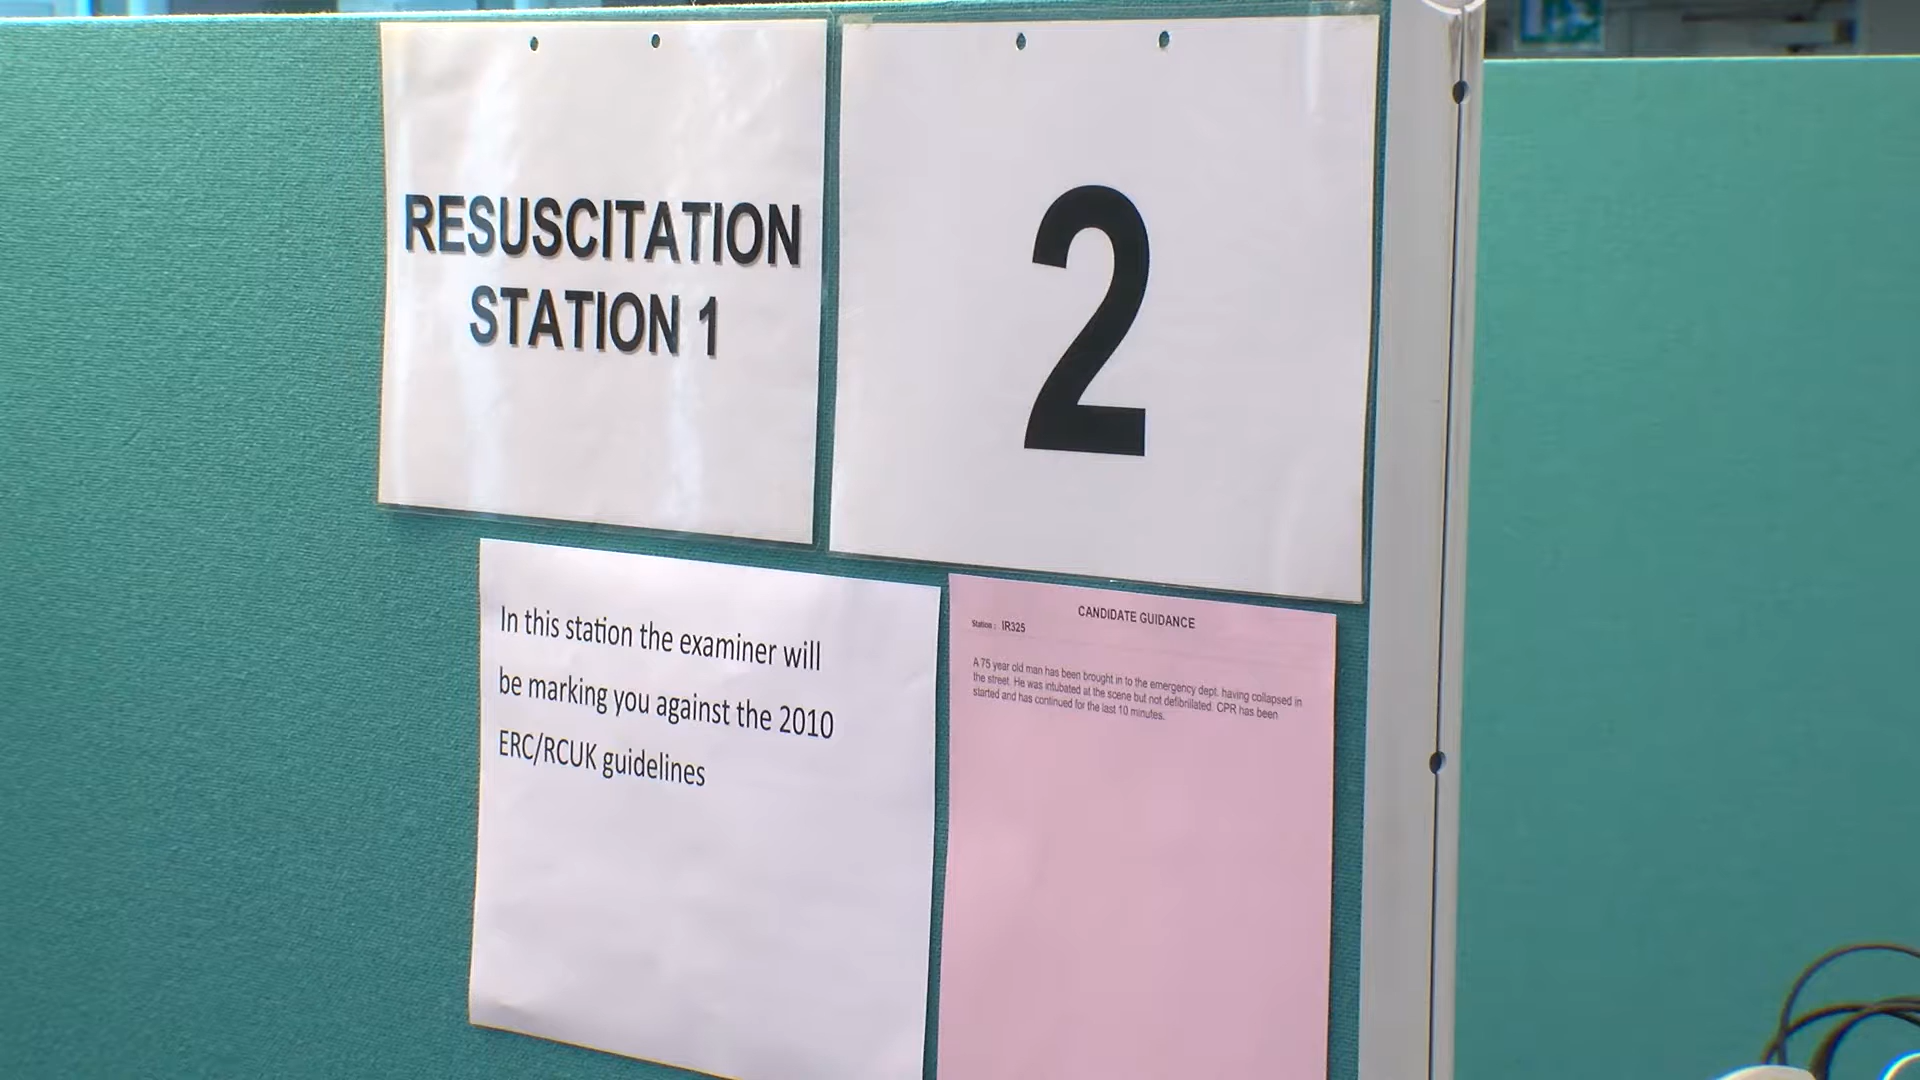 RESUSCITATION
STATION 1
2
In this station the examiner will
be marking you against the 2010
ERC/RCUK guidelines
CANDIDATE GUIDANCE
Station : IR325
A 75 year old man has been brought in to the emergency dept. having collapsed in
the street. He was intubated at the scene but not defibrillated. CPR has been
started and has continued for the last 10 minutes.